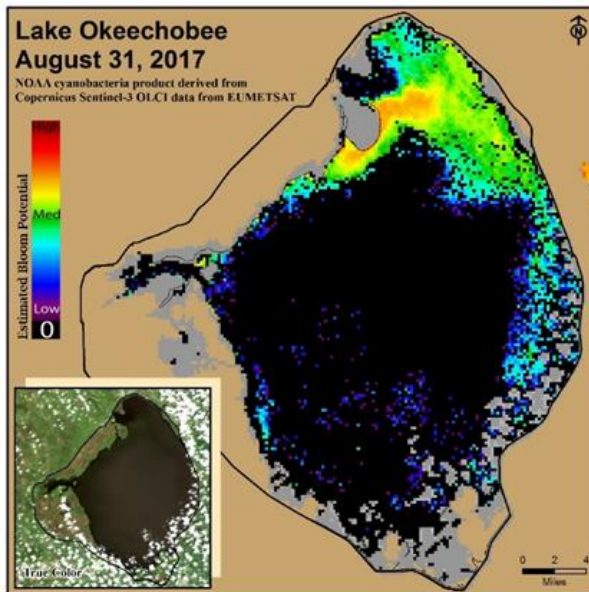 Lake Okeechobee
August 31, 2017
NOAA cyanobacteria product derived from
Copernicus Sentinel-3 OLCI data from EUMETSAT
N
High
Med
Low
0
Estimated Bloom Potential
True Color
0 2 4
Miles